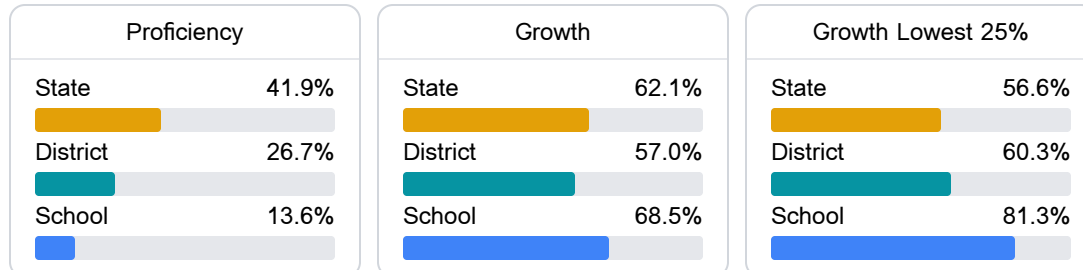 Proficiency
State 41.9%
District 26.7%
School 13.6%
Growth
State 62.1%
District 57.0%
School 68.5%
Growth Lowest 25%
State 56.6%
District 60.3%
School 81.3%